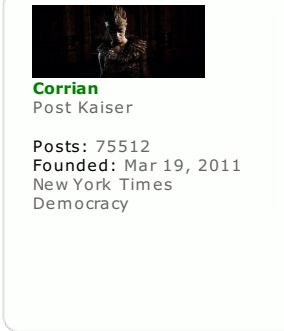 Corrian
Post Kaiser
Posts: 75512
Founded: Mar 19, 2011
New York Times
Democracy